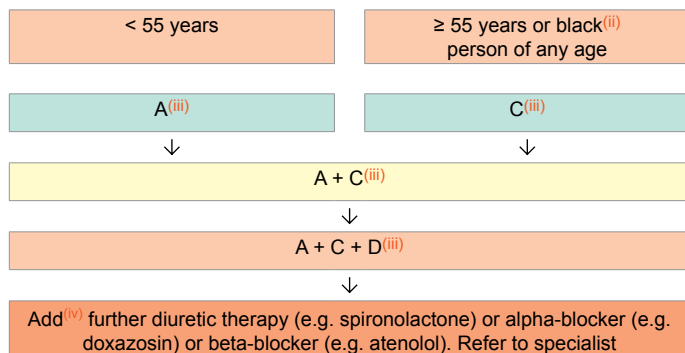 < 55 years
≥ 55 years or black(ii)
person of any age
A(iii)
C(iii)
A + C(iii)
A + C + D(iii)
Add(iv) further diuretic therapy (e.g. spironolactone) or alpha-blocker (e.g.
doxazosin) or beta-blocker (e.g. atenolol). Refer to specialist